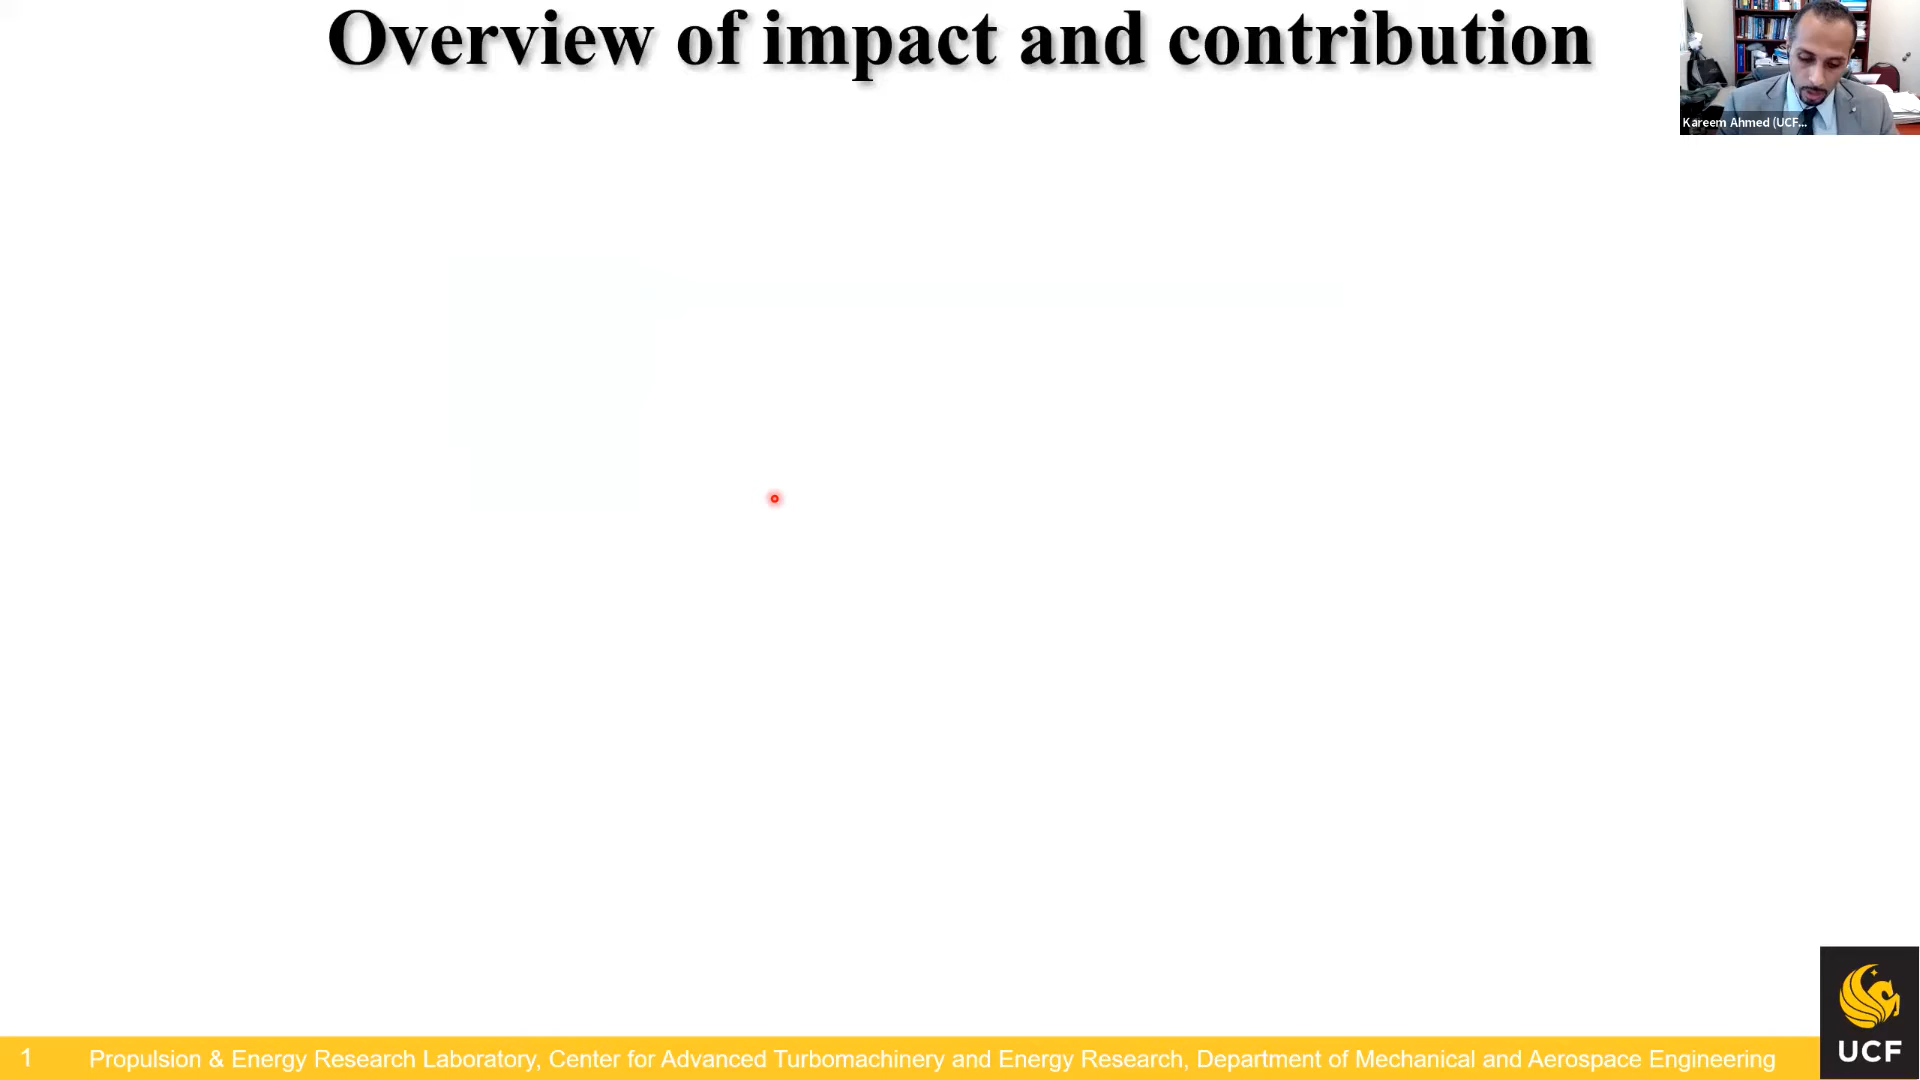 Overview of impact and contribution
Kareem Ahmed (UCF...
1 Propulsion & Energy Research Laboratory, Center for Advanced Turbomachinery and Energy Research, Department of Mechanical and Aerospace Engineering
UCF